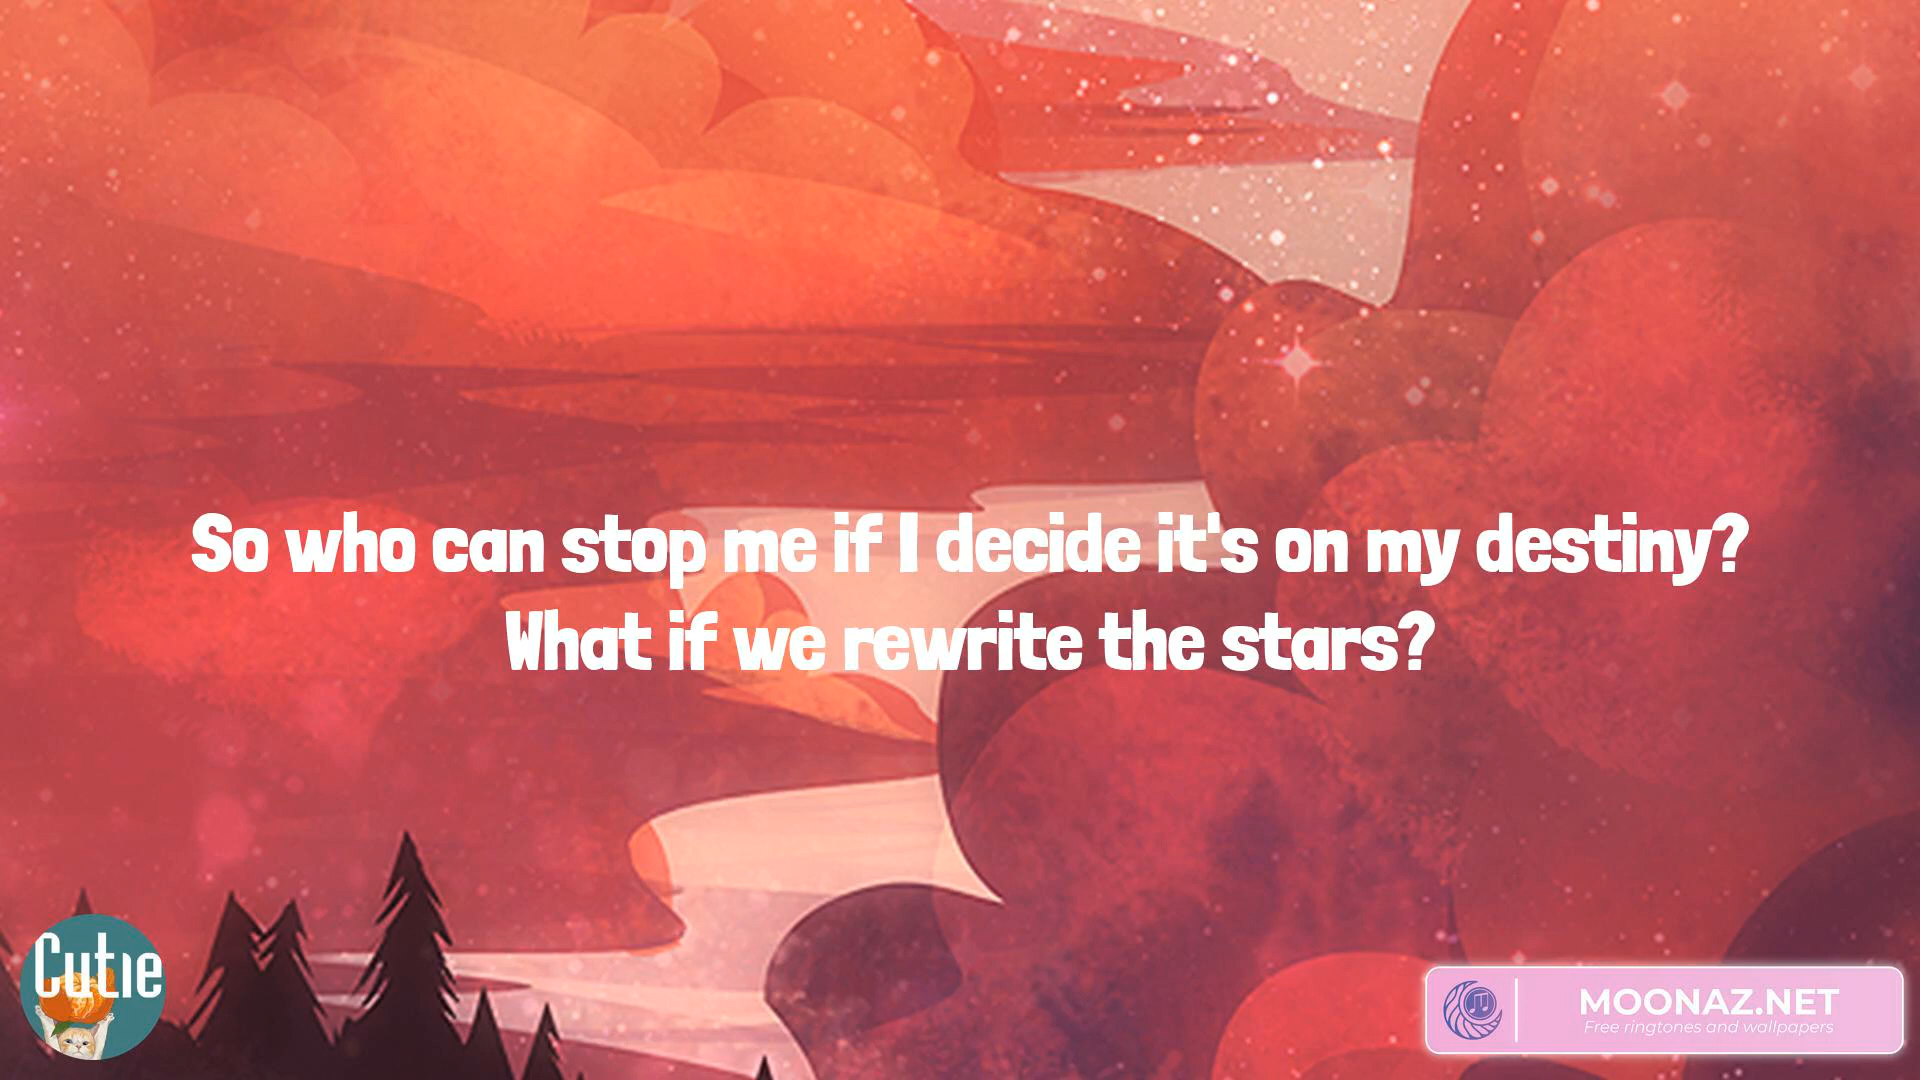 So who can stop me if I decide it's on my destiny?
What if we rewrite the stars?
Cutie
MOONAZ.NET
Free ringtones and wallpapers